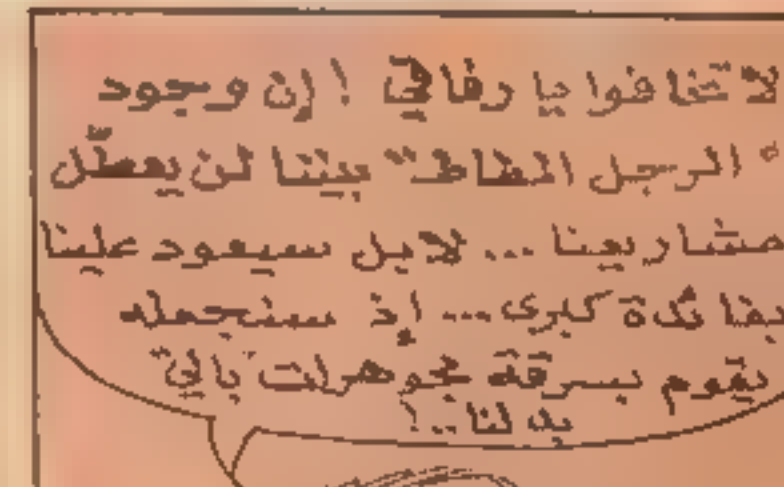 لا تخافوا يا رفاقي ! إن وجود
" الرجل المطاط " بيننا لن يعطّل
مشاريعنا ... لا بل سيعود علينا
بفائدة كبرى ... إذ سنجعله
يقوم بسرقة مجوهرات بالي
بدلنا ..!